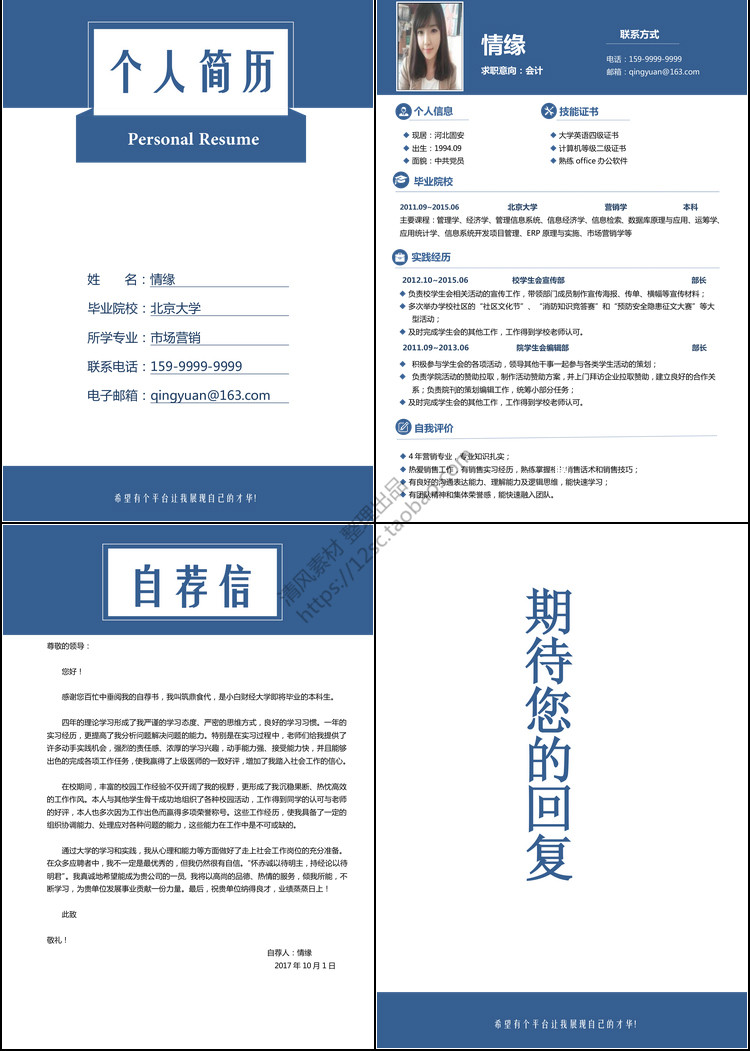 个人简历
Personal Resume
姓 名：情缘
毕业院校：北京大学
所学专业：市场营销
联系电话：159-9999-9999
电子邮箱：qingyuan@163.com
希望有个平台让我展现自己的才华!
情缘
求职意向：会计
联系方式
电话：159-9999-9999
邮箱：qingyuan@163.com
个人信息
现居：河北固安
出生：1994.09
面貌：中共党员
技能证书
大学英语四级证书
计算机等级二级证书
熟练 office 办公软件
毕业院校
2011.09~2015.06 北京大学 营销学 本科
主要课程：管理学、经济学、管理信息系统、信息经济学、信息检索、数据库原理与应用、运筹学、
应用统计学、信息系统开发项目管理、ERP 原理与实施、市场营销学等
实践经历
2012.10~2015.06 校学生会宣传部 部长
负责校学生会相关活动的宣传工作，带领部门成员制作宣传海报、传单、横幅等宣传材料；
多次举办学校社区的“社区文化节”、“消防知识竞答赛”和“预防安全隐患征文大赛”等大
型活动；
及时完成学生会的其他工作，工作得到学校老师认可。
2011.09~2013.06 院学生会编辑部 部长
积极参与学生会的各项活动，领导其他干事一起参与各类学生活动的策划；
负责学院活动的赞助拉取，制作活动赞助方案，并上门拜访企业拉取赞助，建立良好的合作关
系；负责院刊的策划编辑工作，统筹小部分任务；
及时完成学生会的其他工作，工作得到学校老师认可。
自我评价
4 年营销专业，专业知识扎实；
热爱销售工作，有销售实习经历，熟练掌握相 销售话术和销售技巧；
有良好的沟通表达能力、理解能力及逻辑思维，能快速学习；
有团队精神和集体荣誉感，能快速融入团队。
清风素材 整理出品
https://12sc.taobao.com
自荐信
尊敬的领导：
您好！
感谢您百忙中垂阅我的自荐书，我叫筑鼎食代，是小白财经大学即将毕业的本科生。
四年的理论学习形成了我严谨的学习态度、严密的思维方式，良好的学习习惯。一年的
实习经历，更提高了我分析问题解决问题的能力。特别是在实习过程中，老师们给我提供了
许多动手实践机会，强烈的责任感、浓厚的学习兴趣，动手能力强、接受能力快，并且能够
出色的完成各项工作任务，使我赢得了上级医师的一致好评，增加了我踏入社会工作的信心。
在校期间，丰富的校园工作经验不仅开阔了我的视野，更形成了我沉稳果断、热忱高效
的工作作风。本人与其他学生骨干成功地组织了各种校园活动，工作得到同学的认可与老师
的好评，本人也多次因为工作出色而赢得多项荣誉称号。这些工作经历，使我具备了一定的
组织协调能力、处理应对各种问题的能力，这些能力在工作中是不可或缺的。
通过大学的学习和实践，我从心理和能力等方面做好了走上社会工作岗位的充分准备。
在众多应聘者中，我不一定是最优秀的，但我仍然很有自信。“怀赤诚以待明主，持经论以待
明君”。我真诚地希望能成为贵公司的一员，我将以高尚的品德、热情的服务，倾我所能，不
断学习，为贵单位发展事业贡献一份力量。最后，祝贵单位纳得良才，业绩蒸蒸日上！
此致
敬礼！
自荐人：情缘
2017 年 10 月 1 日
期待您的回复
希望有个平台让我展现自己的才华!